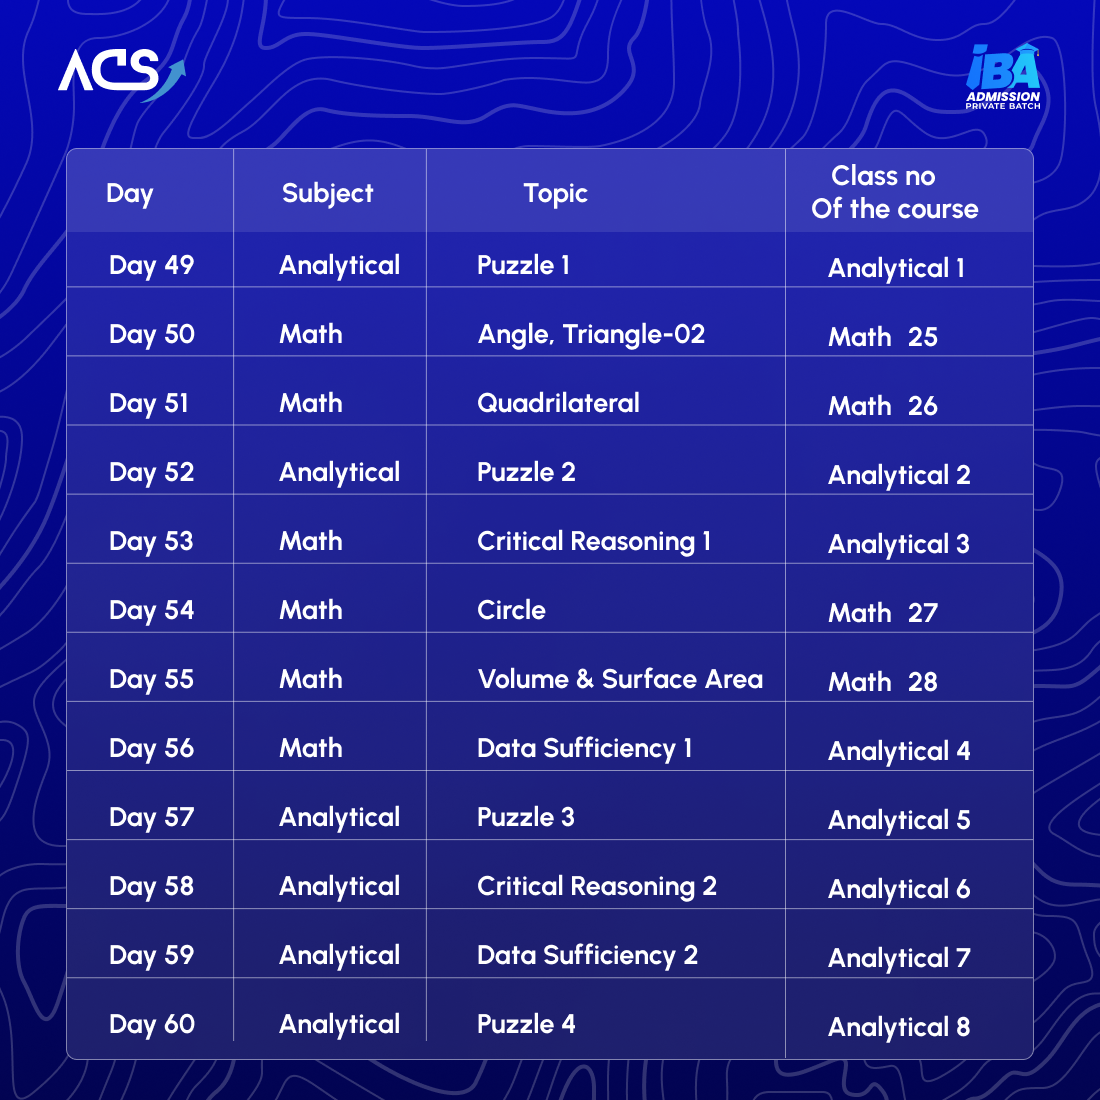 ACS
iBA
ADMISSION
PRIVATE BATCH
Day Subject Topic Class no
Of the course
Day 49 Analytical Puzzle 1 Analytical 1
Day 50 Math Angle, Triangle-02 Math 25
Day 51 Math Quadrilateral Math 26
Day 52 Analytical Puzzle 2 Analytical 2
Day 53 Math Critical Reasoning 1 Analytical 3
Day 54 Math Circle Math 27
Day 55 Math Volume & Surface Area Math 28
Day 56 Math Data Sufficiency 1 Analytical 4
Day 57 Analytical Puzzle 3 Analytical 5
Day 58 Analytical Critical Reasoning 2 Analytical 6
Day 59 Analytical Data Sufficiency 2 Analytical 7
Day 60 Analytical Puzzle 4 Analytical 8